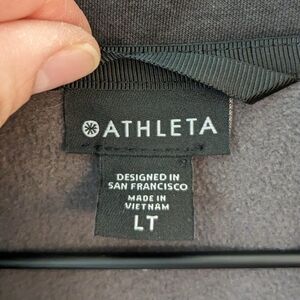 ATHLETA
DESIGNED IN
SAN FRANCISCO
MADE IN
VIETNAM
LT